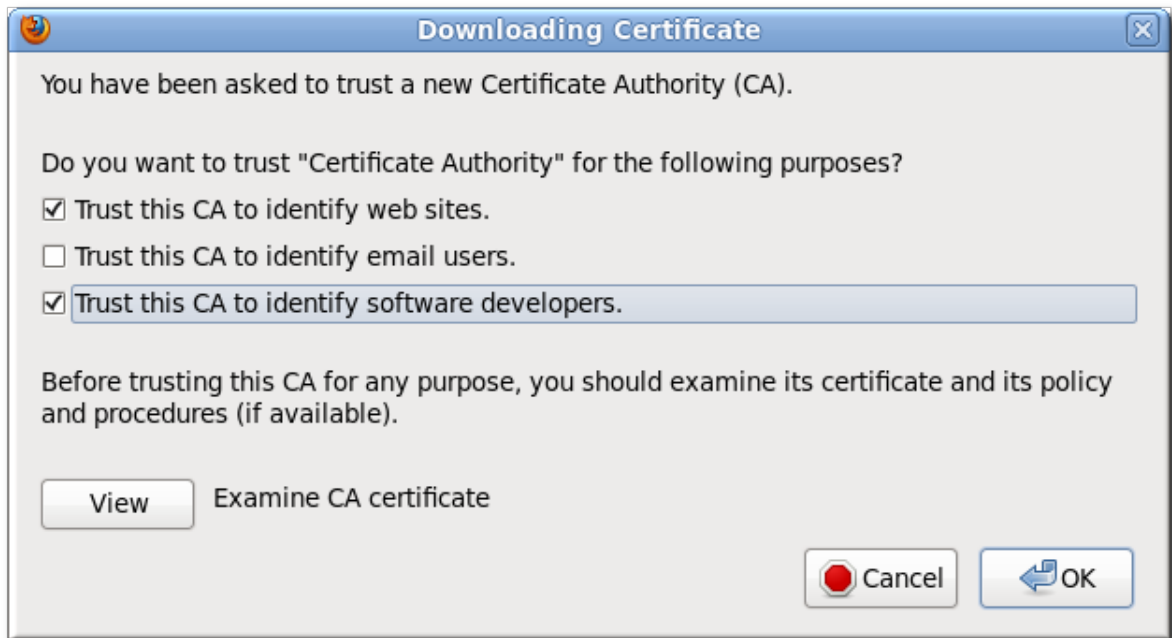 Downloading Certificate
You have been asked to trust a new Certificate Authority (CA).
Do you want to trust "Certificate Authority" for the following purposes?
Trust this CA to identify web sites.
Trust this CA to identify email users.
Trust this CA to identify software developers.
Before trusting this CA for any purpose, you should examine its certificate and its policy
and procedures (if available).
View Examine CA certificate
Cancel OK